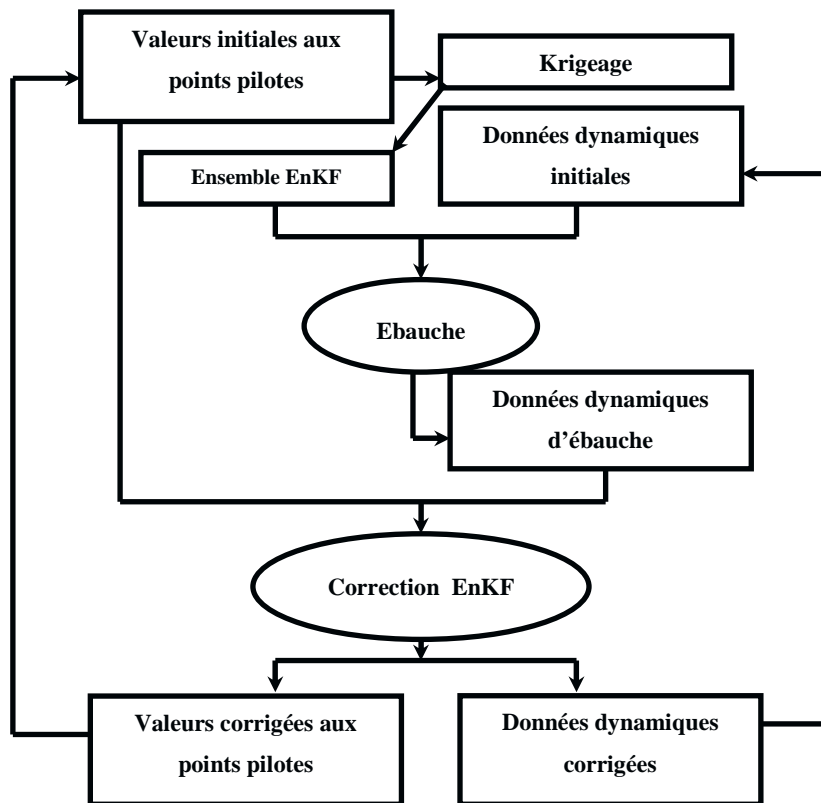 Valeurs initiales aux
points pilotes
Krigeage
Données dynamiques
initiales
Ensemble EnKF
Ebauche
Données dynamiques
d’ébauche
Correction EnKF
Valeurs corrigées aux
points pilotes
Données dynamiques
corrigées